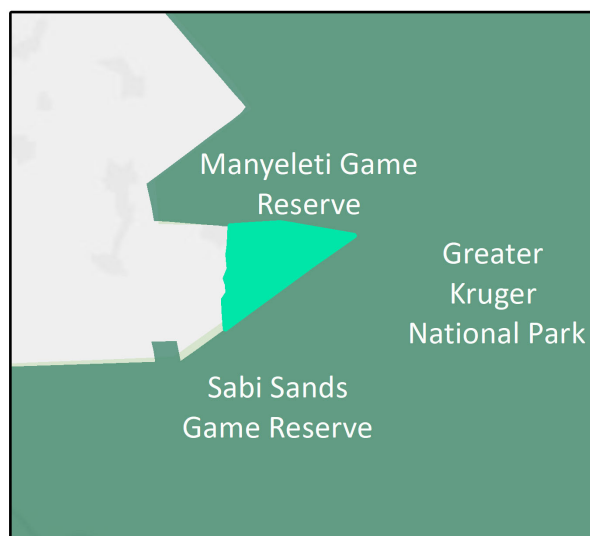 Manyeleti Game
Reserve
Greater
Kruger
National Park
Sabi Sands
Game Reserve